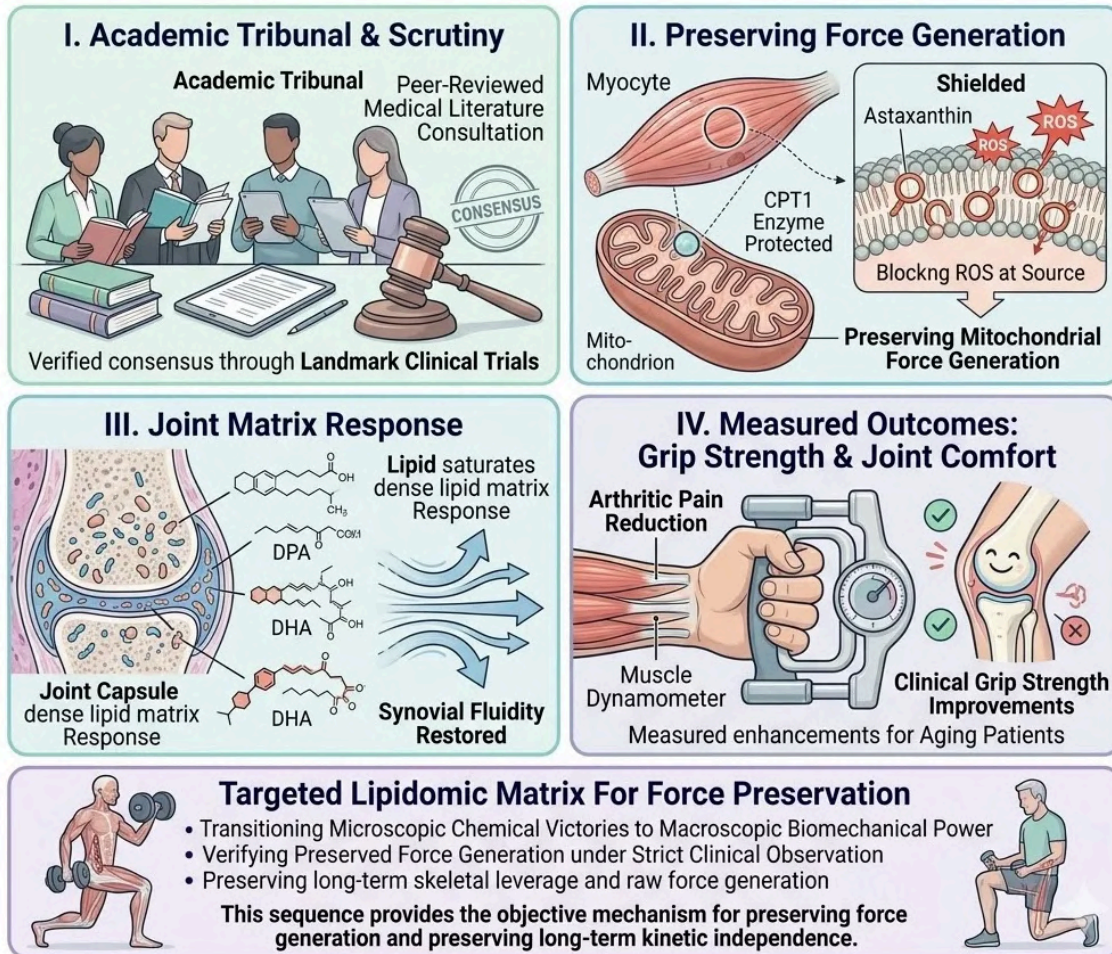 I. Academic Tribunal & Scrutiny
Academic Tribunal
Peer-Reviewed
Medical Literature
Consultation
CONSENSUS
Verified consensus through Landmark Clinical Trials
II. Preserving Force Generation
Myocyte
Shielded
Astaxanthin
ROS
ROS
CPT1
Enzyme
Protected
Blockng ROS at Source
Mito-
chondrion
Preserving Mitochondrial
Force Generation
III. Joint Matrix Response
O
OH
CH₃
Lipid saturates
dense lipid matrix
Response
DPA
O
OH
DHA
O
OH
O
O
DHA
Joint Capsule
dense lipid matrix
Response
Synovial Fluidity
Restored
IV. Measured Outcomes:
Grip Strength & Joint Comfort
Arthritic Pain
Reduction
Muscle
Dynamometer
Clinical Grip Strength
Improvements
Measured enhancements for Aging Patients
Targeted Lipidomic Matrix For Force Preservation
• Transitioning Microscopic Chemical Victories to Macroscopic Biomechanical Power
• Verifying Preserved Force Generation under Strict Clinical Observation
• Preserving long-term skeletal leverage and raw force generation
This sequence provides the objective mechanism for preserving force
generation and preserving long-term kinetic independence.